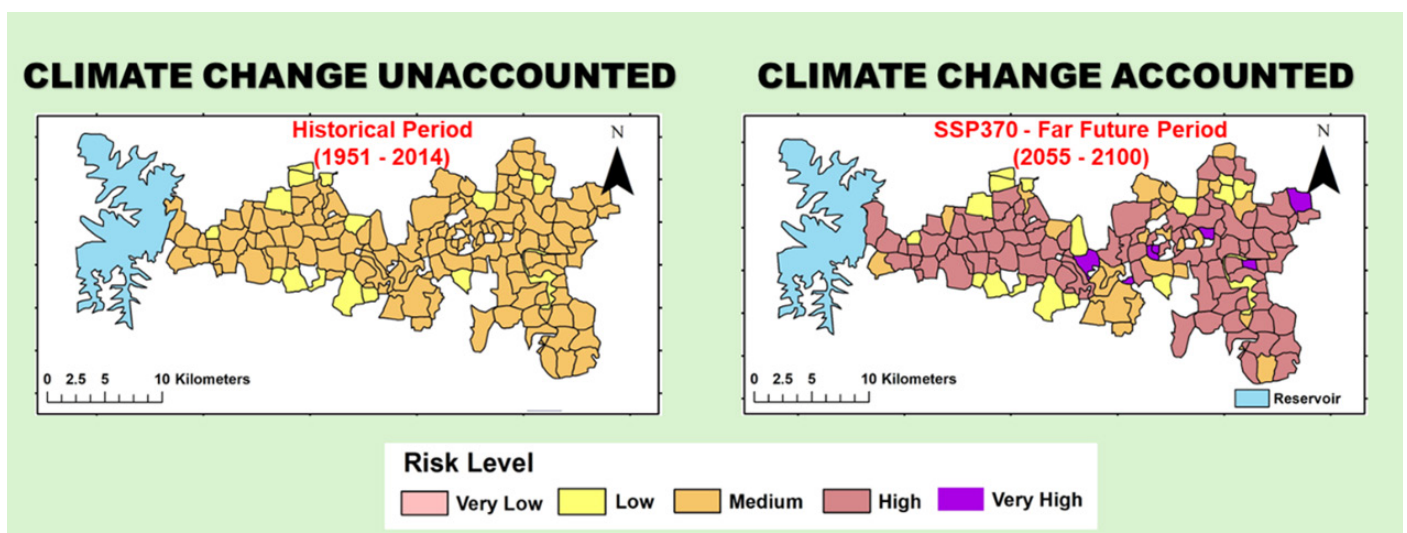 CLIMATE CHANGE UNACCOUNTED
Historical Period
(1951 - 2014)
N
0 2.5 5 10 Kilometers
CLIMATE CHANGE ACCOUNTED
SSP370 - Far Future Period
(2055 - 2100)
N
0 2.5 5 10 Kilometers
Reservoir
Risk Level
Very Low Low Medium High Very High